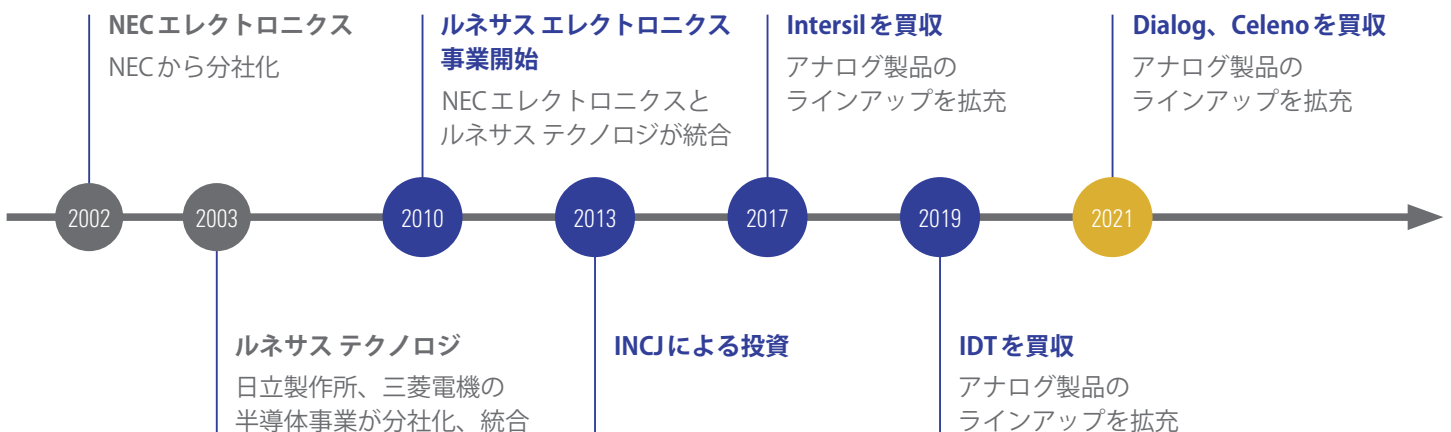 NECエレクトロニクス
NECから分社化
ルネサス エレクトロニクス
事業開始
NECエレクトロニクスと
ルネサス テクノロジが統合
Intersilを買収
アナログ製品の
ラインアップを拡充
Dialog、Celenoを買収
アナログ製品の
ラインアップを拡充
2002
2003
2010
2013
2017
2019
2021
ルネサス テクノロジ
日立製作所、三菱電機の
半導体事業が分社化、統合
INCJによる投資
IDTを買収
アナログ製品の
ラインアップを拡充